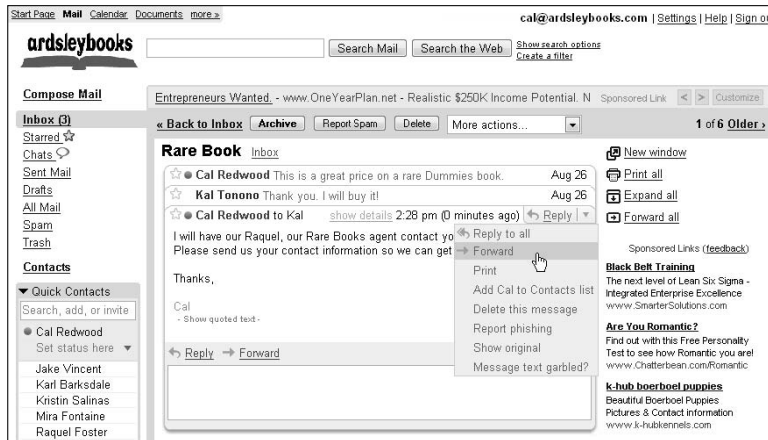 Start Page Mail Calendar Documents more »
cal@ardsleybooks.com | Settings | Help | Sign ou
ardsleybooks
Search Mail Search the Web Show search options
Create a filter
Compose Mail
Entrepreneurs Wanted. - www.OneYearPlan.net - Realistic $250K Income Potential. N Sponsored Link < > Customize
Inbox (3)
Starred
Chats
Sent Mail
Drafts
All Mail
Spam
Trash
Contacts
Quick Contacts
Search, add, or invite
Cal Redwood
Set status here
Jake Vincent
Karl Barksdale
Kristin Salinas
Mira Fontaine
Raquel Foster
« Back to Inbox Archive Report Spam Delete More actions... 1 of 6 Older ›
Rare Book Inbox
Cal Redwood This is a great price on a rare Dummies book. Aug 26
Kal Tonono Thank you. I will buy it! Aug 26
Cal Redwood to Kal show details 2:28 pm (0 minutes ago) Reply
I will have our Raquel, our Rare Books agent contact yo
Please send us your contact information so we can get
Thanks,
Cal
- Show quoted text -
Reply Forward
Reply to all
Forward
Print
Add Cal to Contacts list
Delete this message
Report phishing
Show original
Message text garbled?
New window
Print all
Expand all
Forward all
Sponsored Links (feedback)
Black Belt Training
The next level of Lean Six Sigma -
Integrated Enterprise Excellence
www.SmarterSolutions.com
Are You Romantic?
Find out with this Free Personality
Test to see how Romantic you are!
www.Chatterbean.com/Romantic
k-hub boerboel puppies
Beautiful Boerboel Puppies
Pictures & Contact information
www.k-hubkennels.com